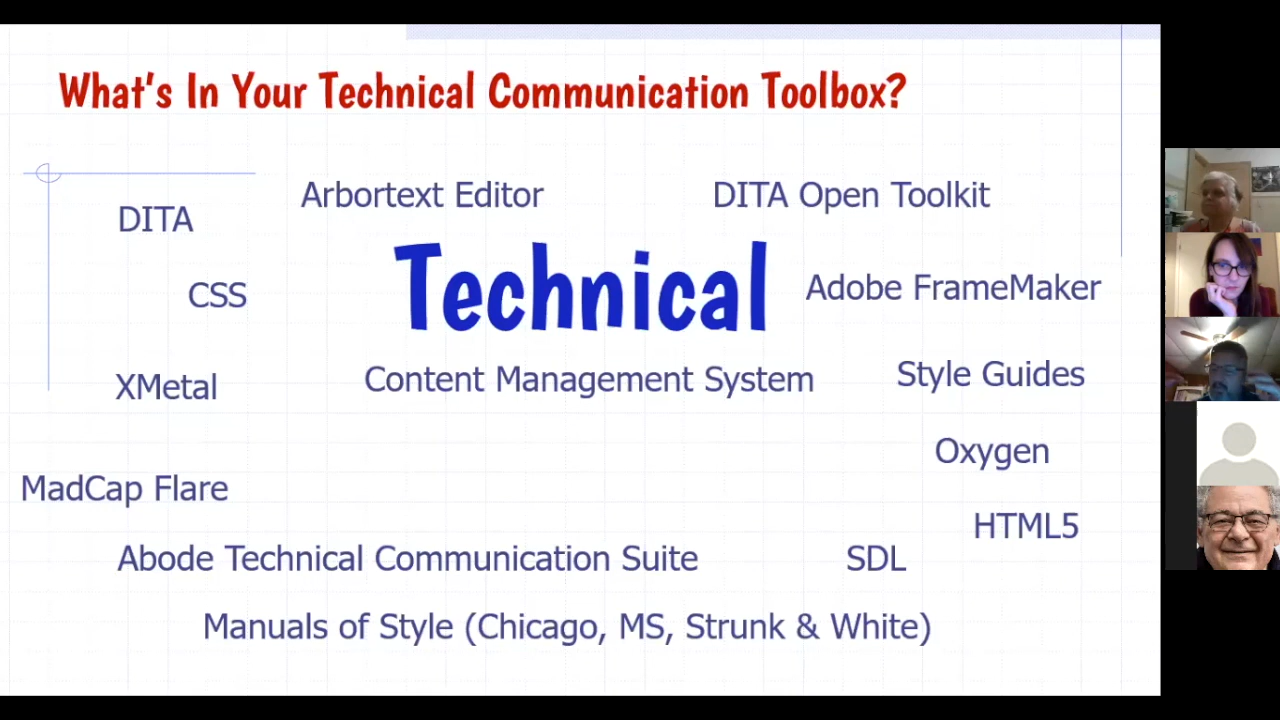 What's In Your Technical Communication Toolbox?
Arbortext Editor
DITA Open Toolkit
DITA
Technical
CSS
Adobe FrameMaker
XMetal
Content Management System
Style Guides
Oxygen
MadCap Flare
HTML5
Abode Technical Communication Suite
SDL
Manuals of Style (Chicago, MS, Strunk & White)